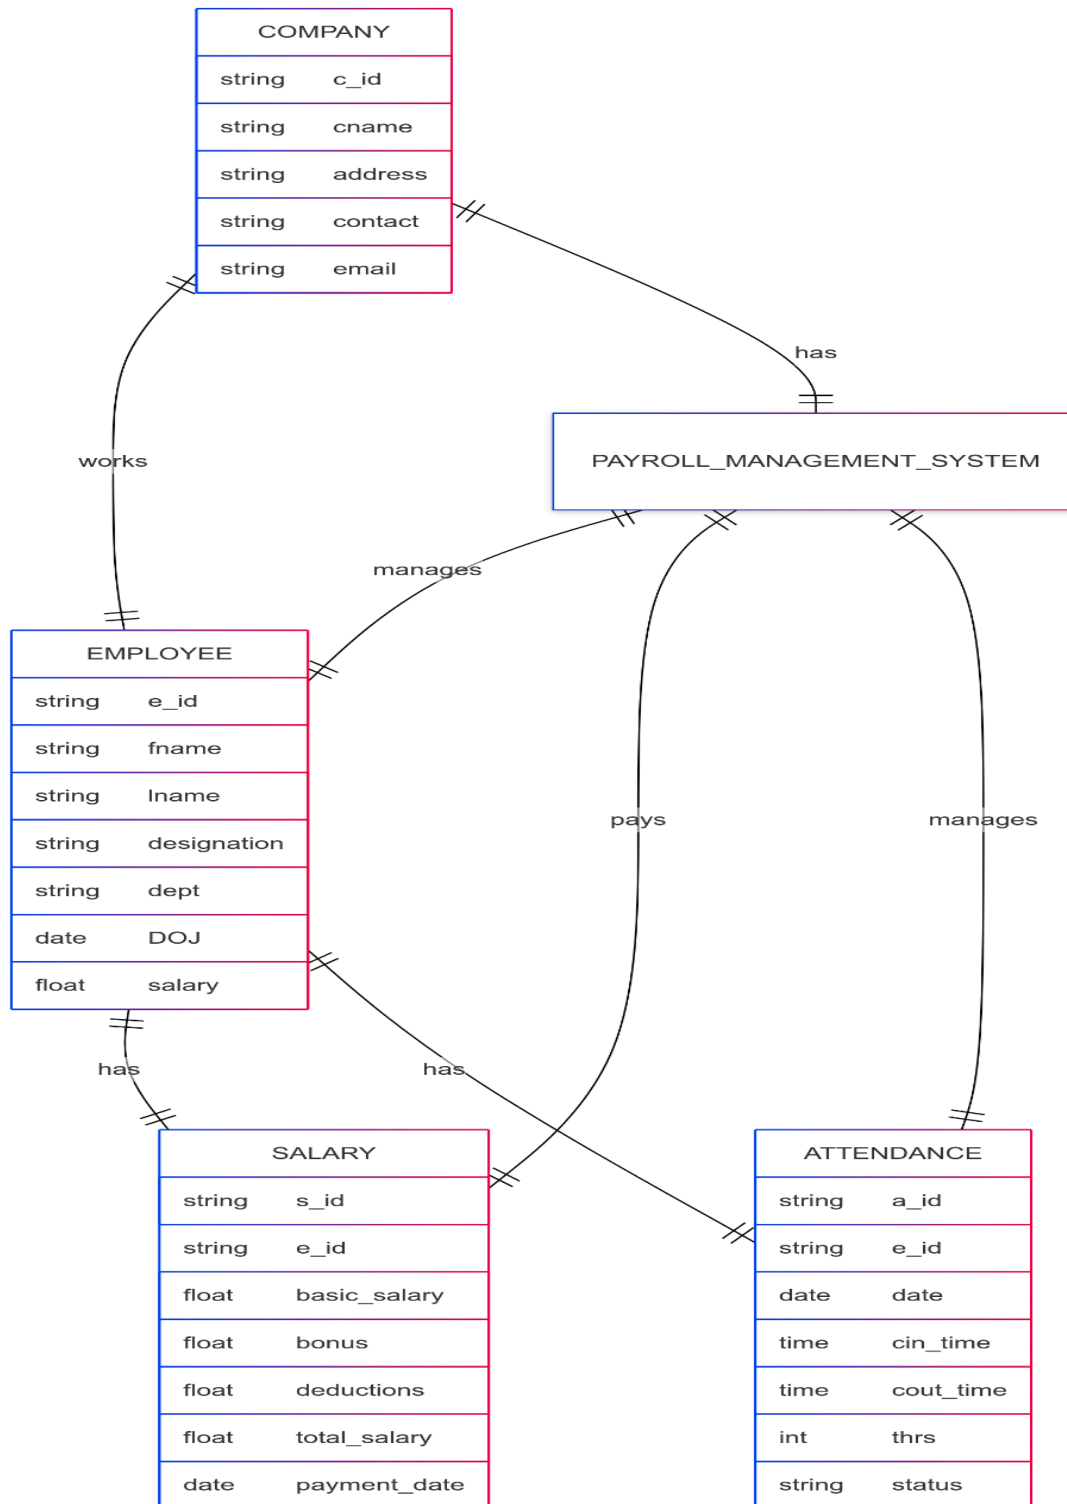 COMPANY
string c_id
string cname
string address
string contact
string email
has
works
PAYROLL_MANAGEMENT_SYSTEM
manages
EMPLOYEE
string e_id
string fname
string lname
string designation
string dept
date DOJ
float salary
pays
manages
has
has
SALARY
string s_id
string e_id
float basic_salary
float bonus
float deductions
float total_salary
date payment_date
ATTENDANCE
string a_id
string e_id
date date
time cin_time
time cout_time
int thrs
string status